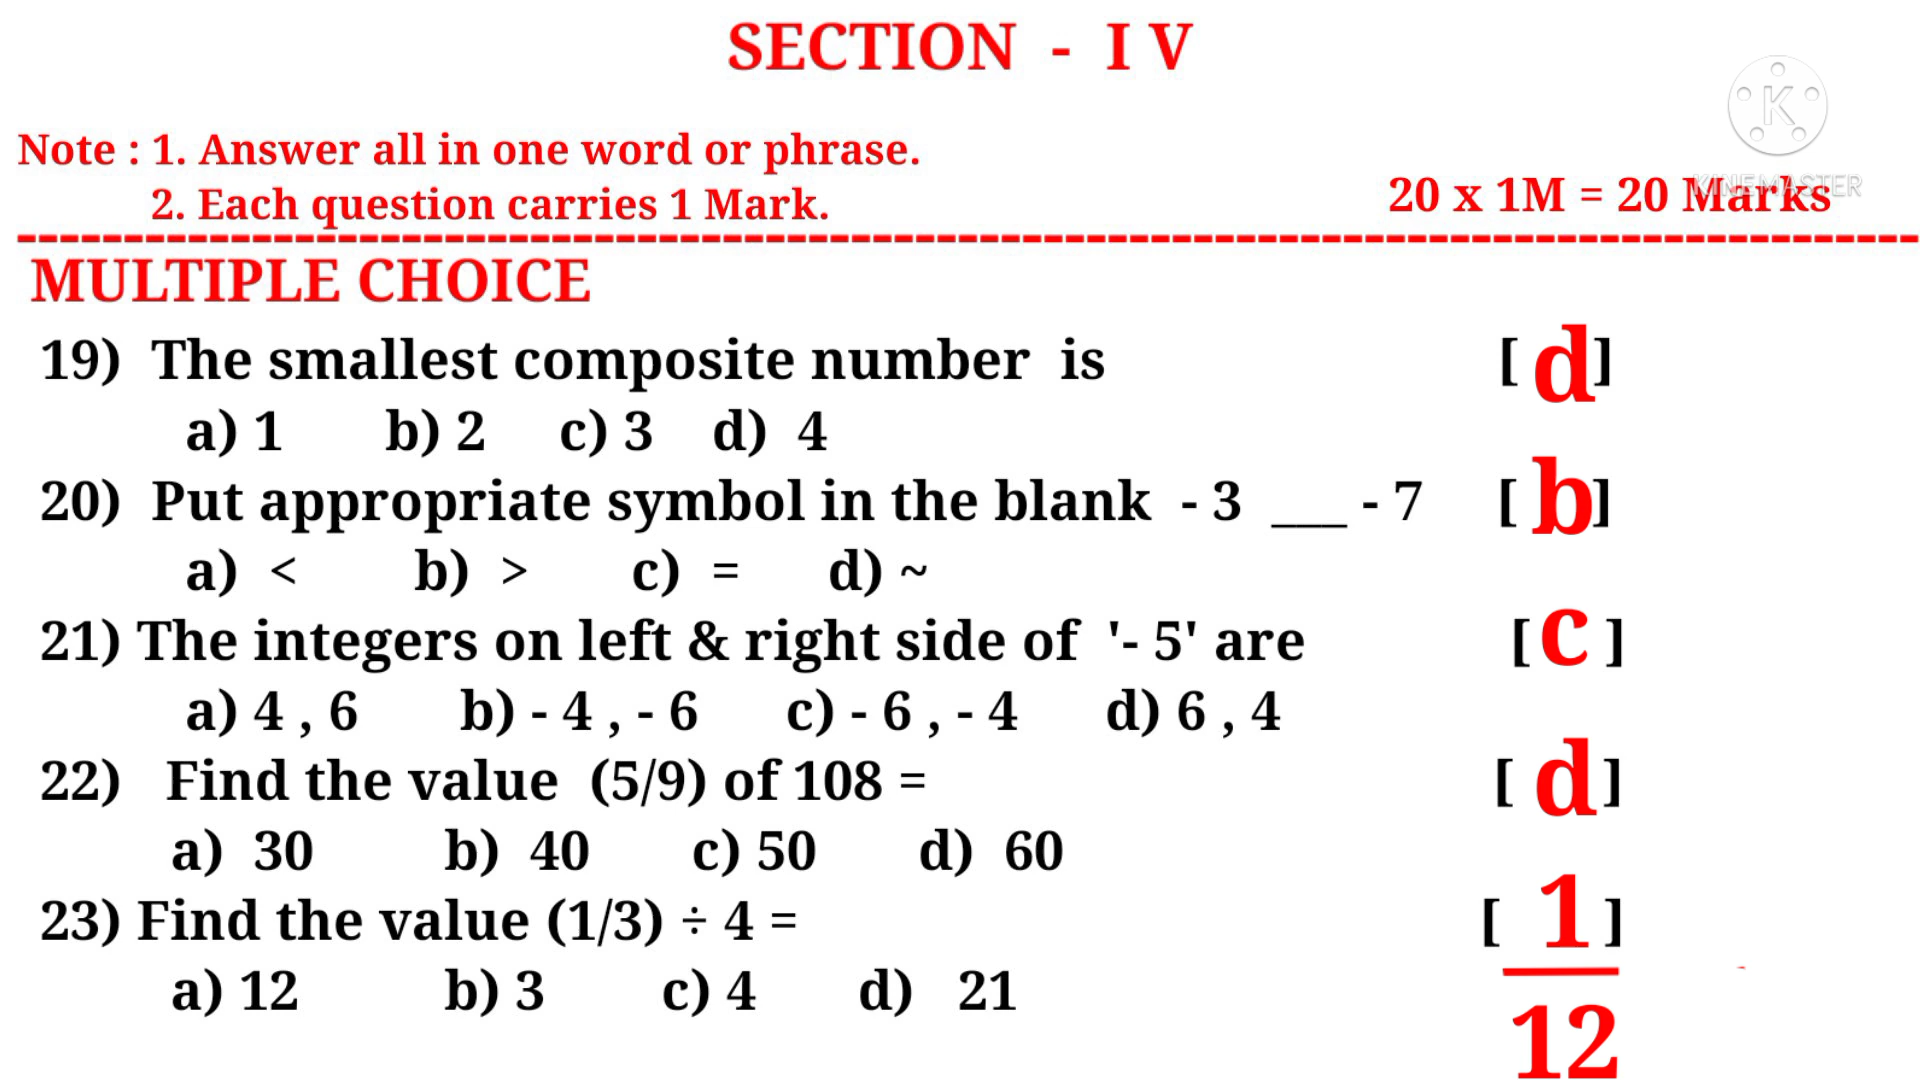 SECTION - I V
K
KINEMASTER
Note : 1. Answer all in one word or phrase.
2. Each question carries 1 Mark.
20 x 1M = 20 Marks
MULTIPLE CHOICE
19) The smallest composite number is [ d ]
a) 1 b) 2 c) 3 d) 4
20) Put appropriate symbol in the blank - 3 ___ - 7 [ b ]
a) < b) > c) = d) ~
21) The integers on left & right side of '- 5' are [ c ]
a) 4 , 6 b) - 4 , - 6 c) - 6 , - 4 d) 6 , 4
22) Find the value (5/9) of 108 = [ d ]
a) 30 b) 40 c) 50 d) 60
23) Find the value (1/3) ÷ 4 = [ 1 ]
a) 12 b) 3 c) 4 d) 21
12